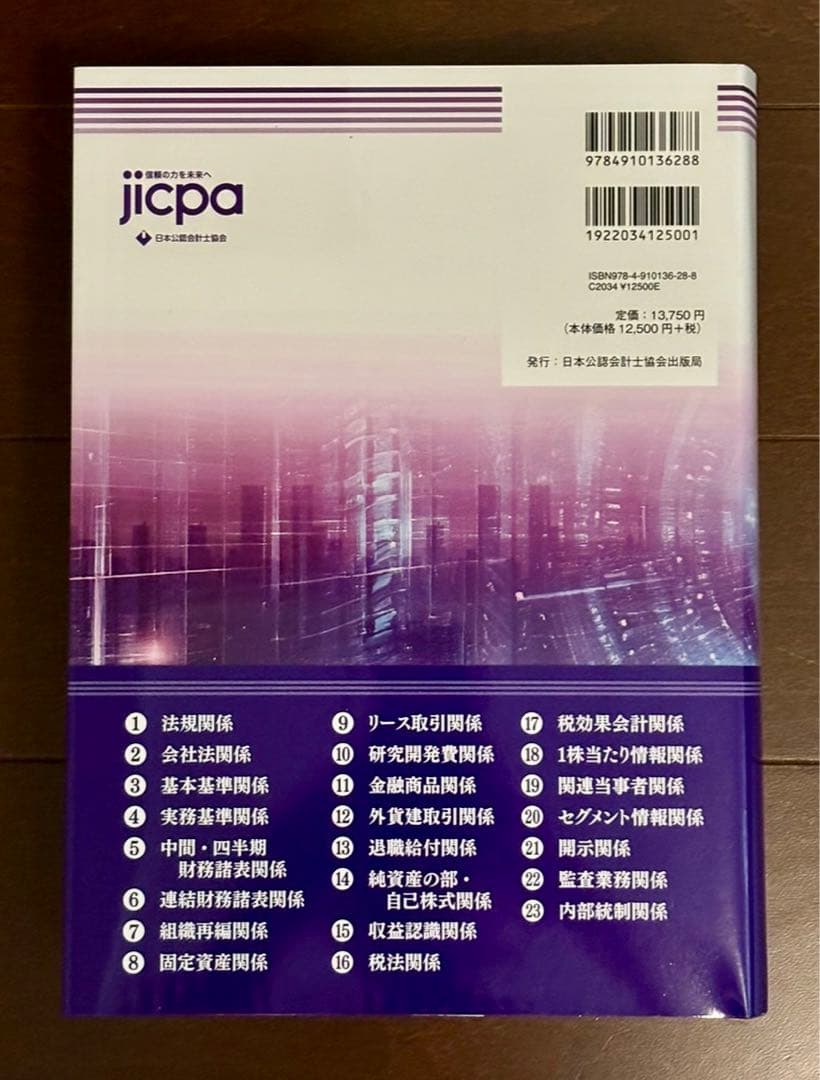 9784910136288
1922034125001
信頼の力を未来へ
jicpa
日本公認会計士協会
ISBN978-4-910136-28-8
C2034 ¥12500E
定価:13,750円
(本体価格12,500円+税)
発行:日本公認会計士協会出版局
1 法規関係
2 会社法関係
3 基本基準関係
4 実務基準関係
5 中間・四半期
財務諸表関係
6 連結財務諸表関係
7 組織再編関係
8 固定資産関係
9 リース取引関係
10 研究開発費関係
11 金融商品関係
12 外貨建取引関係
13 退職給付関係
14 純資産の部・
自己株式関係
15 収益認識関係
16 税法関係
17 税効果会計関係
18 1株当たり情報関係
19 関連当事者関係
20 セグメント情報関係
21 開示関係
22 監査業務関係
23 内部統制関係